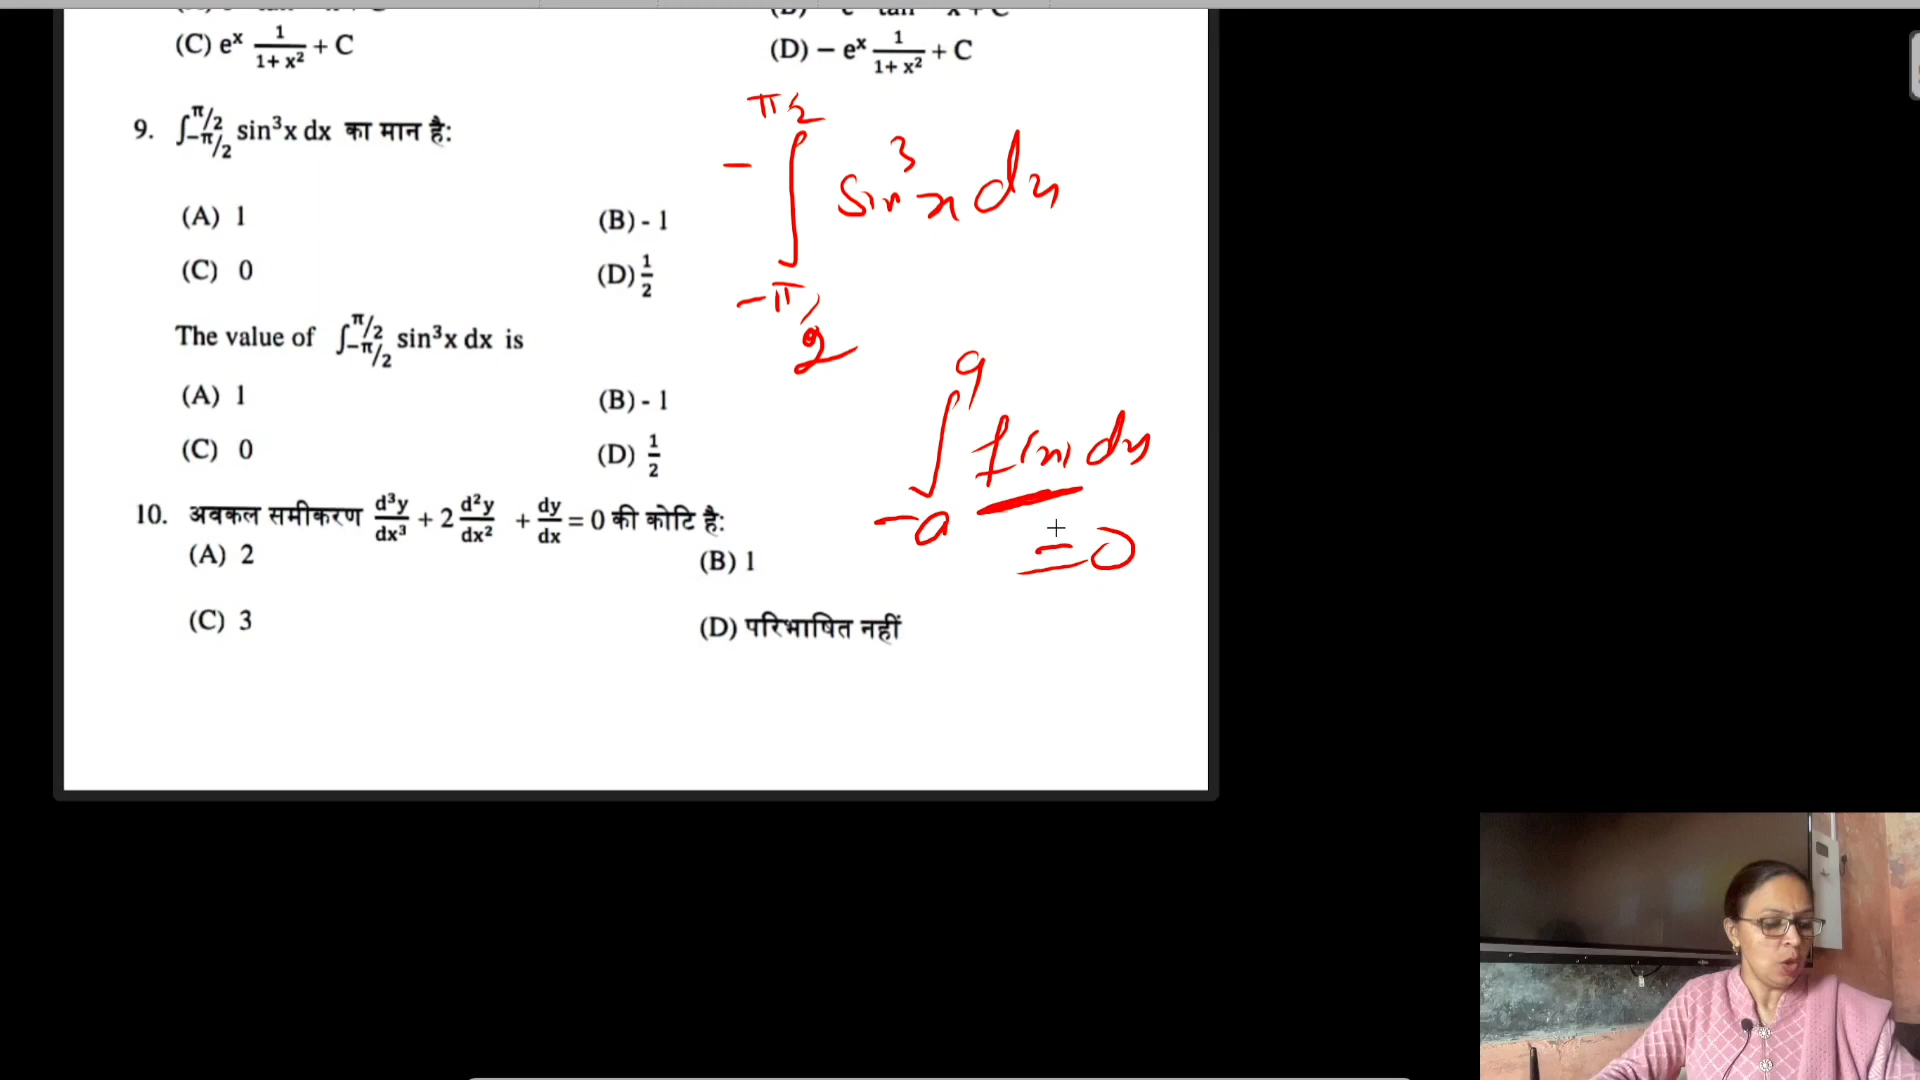 (C) eˣ 1/(1+ x²) + C
(D) – eˣ 1/(1+ x²) + C
9. ∫_{−π/2}^{π/2} sin³x dx का मान है:
(A) 1
(B) - 1
(C) 0
(D) 1/2
The value of ∫_{−π/2}^{π/2} sin³x dx is
(A) 1
(B) - 1
(C) 0
(D) 1/2
10. अवकल समीकरण d³y/dx³ + 2 d²y/dx² + dy/dx = 0 की कोटि है:
(A) 2
(B) 1
(C) 3
(D) परिभाषित नहीं
π/2
∫ sin³x dx
-π/2
a
∫ f(x) dx
-a
=0